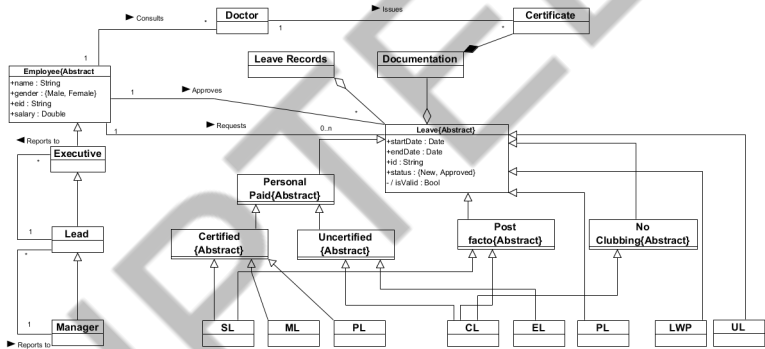 Consults
*
Doctor
1
Issues
*
Certificate
1
Leave Records
Documentation
Employee{Abstract
+name : String
+gender : {Male, Female}
+eid : String
+salary : Double
1
Approves
*
1
Requests
0..n
Leave{Abstract}
+startDate : Date
+endDate : Date
+id : String
+status : {New, Approved}
- / isValid : Bool
Reports to
*
Executive
1
Lead
*
1
Manager
Reports to
Personal
Paid{Abstract}
Certified
{Abstract}
Uncertified
{Abstract}
Post
facto{Abstract}
No
Clubbing{Abstract}
SL
ML
PL
CL
EL
PL
LWP
UL